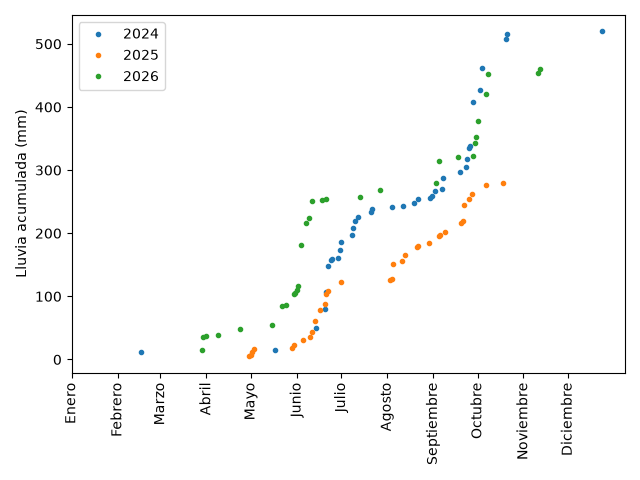 2024
2025
2026
Lluvia acumulada (mm)
500
400
300
200
100
0
Enero
Febrero
Marzo
Abril
Mayo
Junio
Julio
Agosto
Septiembre
Octubre
Noviembre
Diciembre